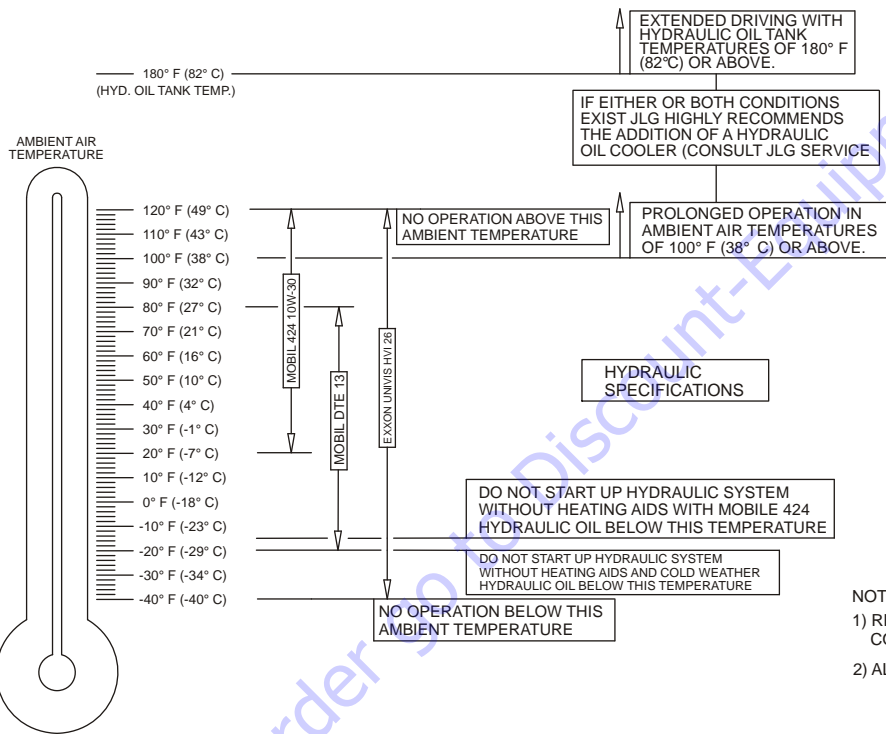 EXTENDED DRIVING WITH
HYDRAULIC OIL TANK
TEMPERATURES OF 180° F
(82°C) OR ABOVE.
180° F (82° C)
(HYD. OIL TANK TEMP.)
IF EITHER OR BOTH CONDITIONS
EXIST JLG HIGHLY RECOMMENDS
THE ADDITION OF A HYDRAULIC
OIL COOLER (CONSULT JLG SERVICE
AMBIENT AIR
TEMPERATURE
120° F (49° C)
110° F (43° C)
100° F (38° C)
90° F (32° C)
80° F (27° C)
70° F (21° C)
60° F (16° C)
50° F (10° C)
40° F (4° C)
30° F (-1° C)
20° F (-7° C)
10° F (-12° C)
0° F (-18° C)
-10° F (-23° C)
-20° F (-29° C)
-30° F (-34° C)
-40° F (-40° C)
MOBIL 424 10W-30
MOBIL DTE 13
EXXON UNIVIS HVI 26
NO OPERATION ABOVE THIS
AMBIENT TEMPERATURE
PROLONGED OPERATION IN
AMBIENT AIR TEMPERATURES
OF 100° F (38° C) OR ABOVE.
HYDRAULIC
SPECIFICATIONS
DO NOT START UP HYDRAULIC SYSTEM
WITHOUT HEATING AIDS WITH MOBILE 424
HYDRAULIC OIL BELOW THIS TEMPERATURE
DO NOT START UP HYDRAULIC SYSTEM
WITHOUT HEATING AIDS AND COLD WEATHER
HYDRAULIC OIL BELOW THIS TEMPERATURE
NO OPERATION BELOW THIS
AMBIENT TEMPERATURE
NOT
1)
2)
rder go to Discount-Equip